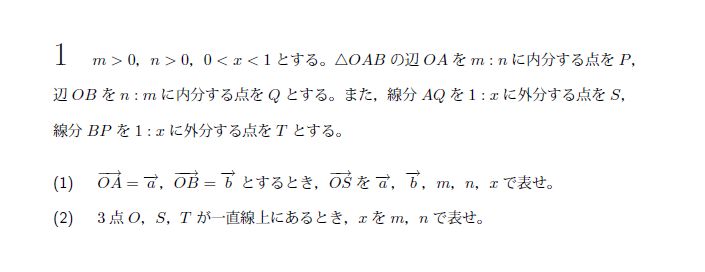 1 m > 0, n > 0, 0 < x < 1 とする。△OAB の辺 OA を m : n に内分する点を P,
辺 OB を n : m に内分する点を Q とする。また, 線分 AQ を 1 : x に外分する点を S,
線分 BP を 1 : x に外分する点を T とする。
(1) $\overrightarrow{OA} = \overrightarrow{a}$, $\overrightarrow{OB} = \overrightarrow{b}$ とするとき, $\overrightarrow{OS}$ を $\overrightarrow{a}$, $\overrightarrow{b}$, m, n, x で表せ。
(2) 3 点 O, S, T が一直線上にあるとき, x を m, n で表せ。